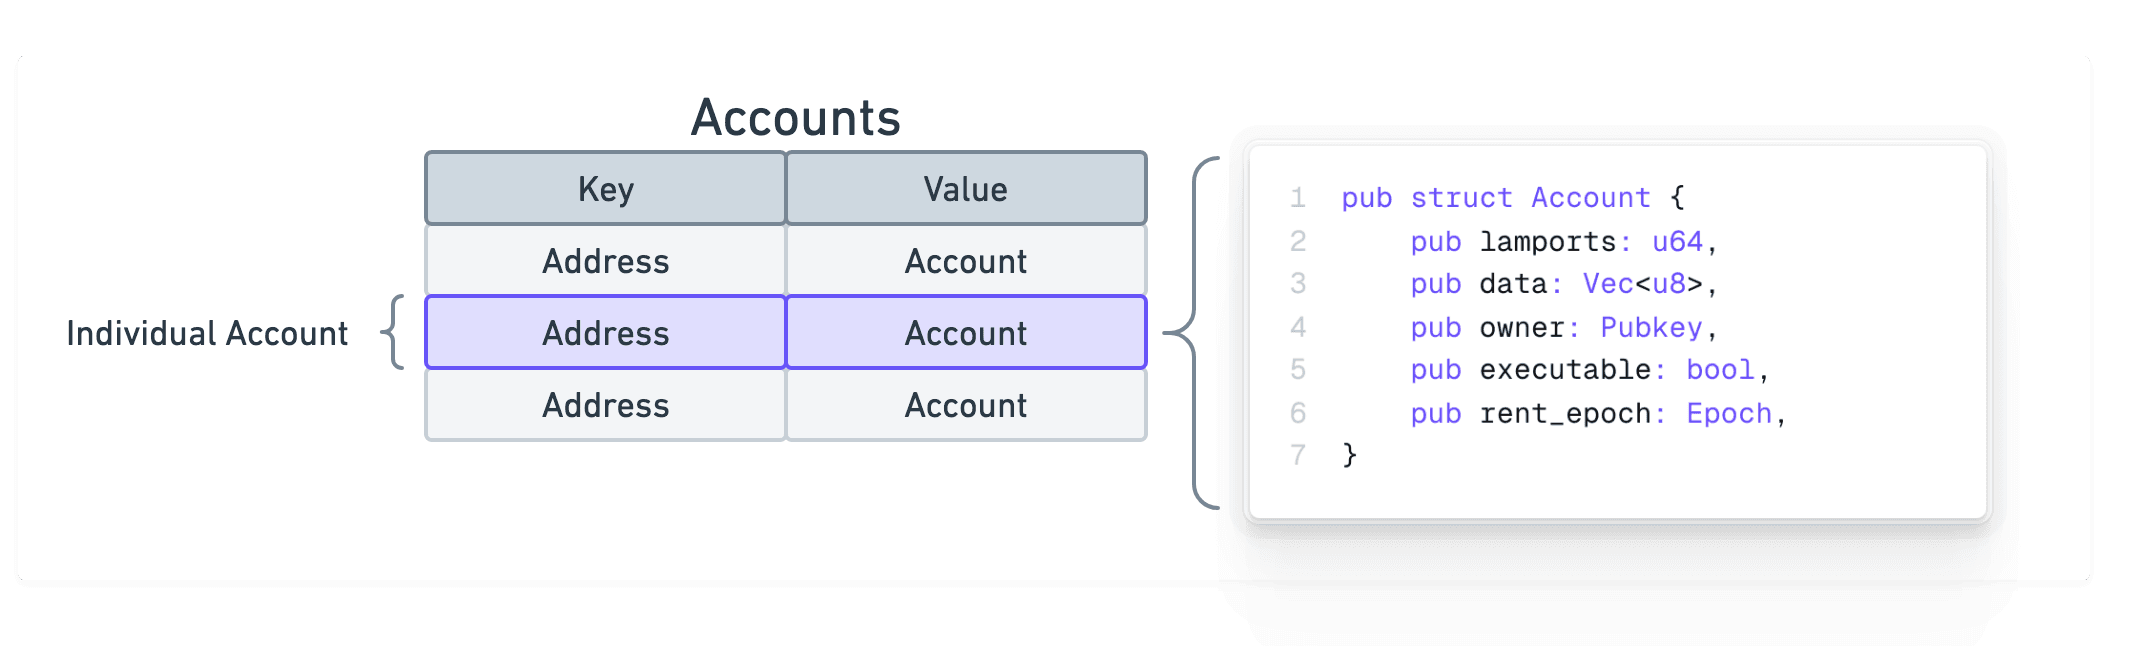 Accounts
Key Value
Address Account
Individual Account Address Account
Address Account
1 pub struct Account {
2     pub lamports: u64,
3     pub data: Vec<u8>,
4     pub owner: Pubkey,
5     pub executable: bool,
6     pub rent_epoch: Epoch,
7 }